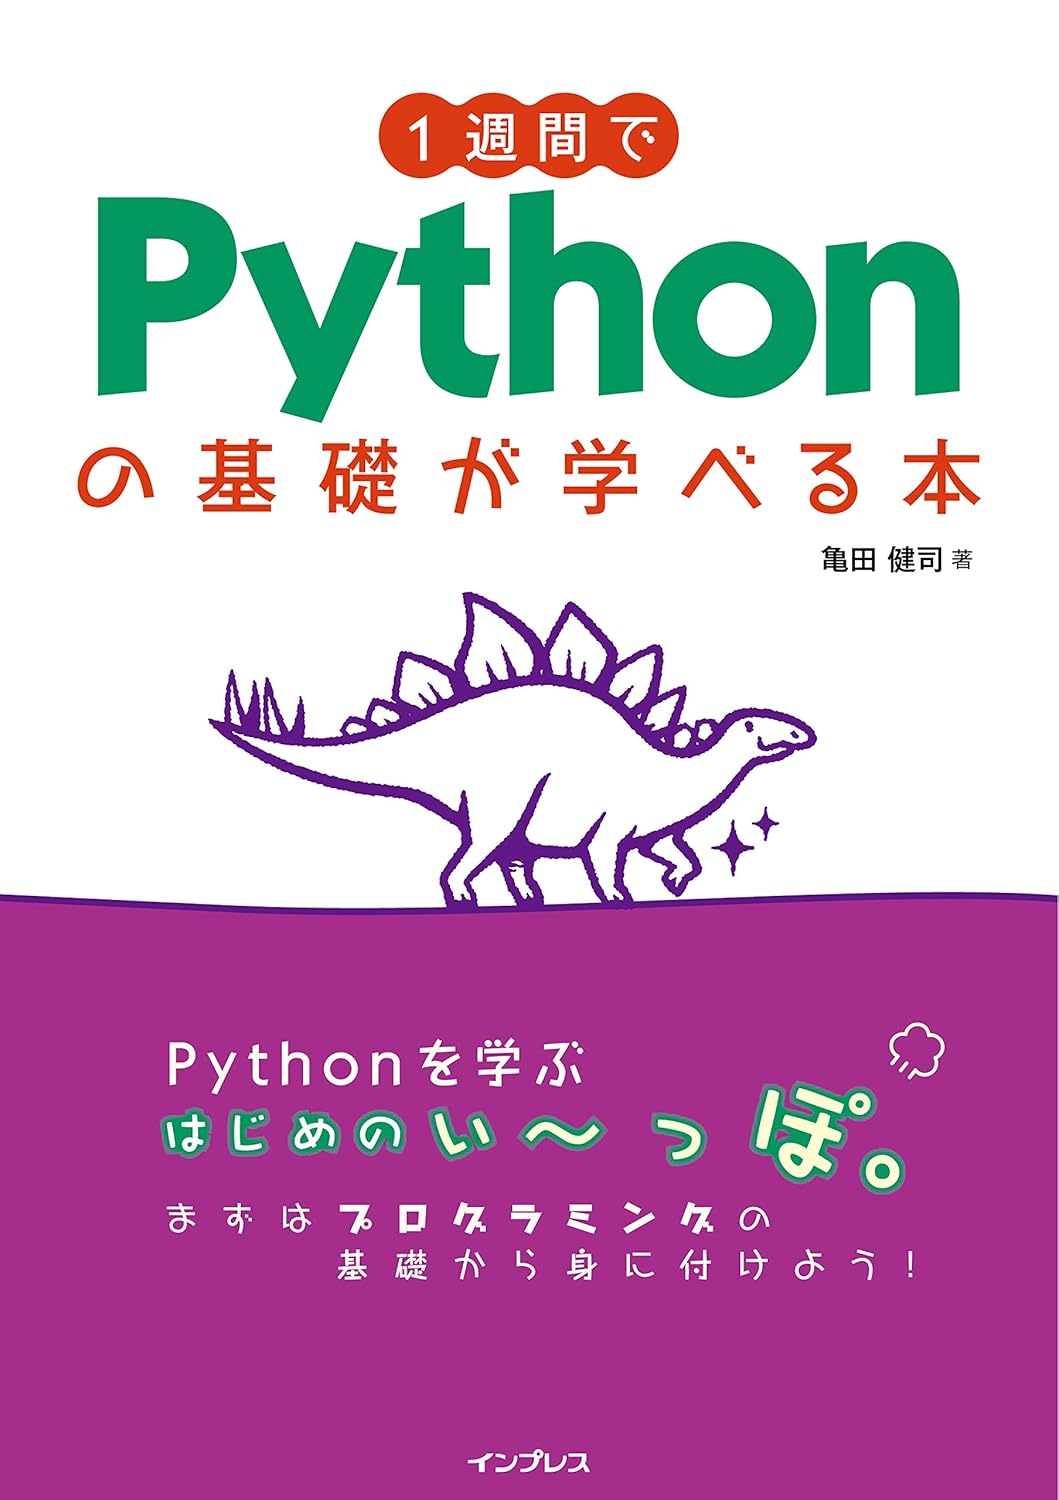 1週間で
Python
の基礎が学べる本
亀田 健司 著
Pythonを学ぶ
はじめのい〜っぽ。
まずはプログラミングの
基礎から身に付けよう!
インプレス